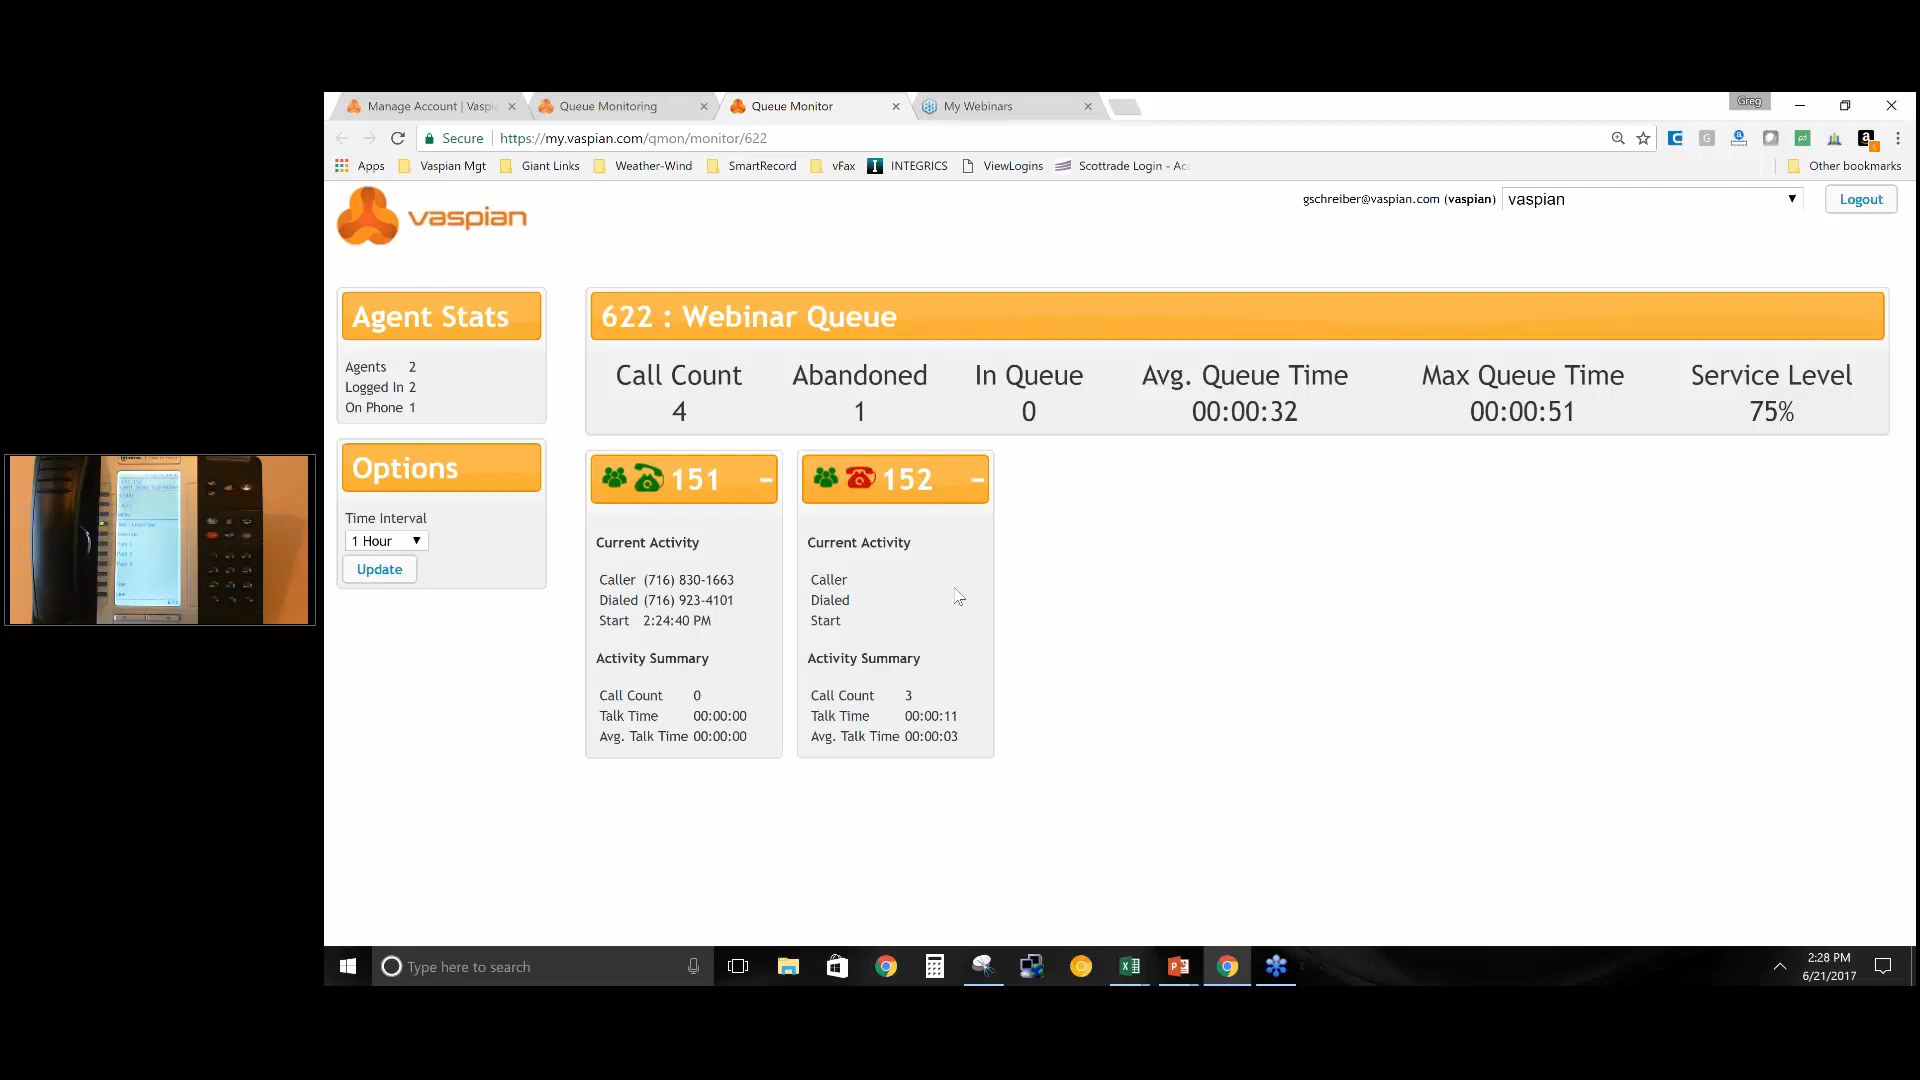 Manage Account | Vaspi
Queue Monitoring
Queue Monitor
My Webinars
Greg
Secure
https://my.vaspian.com/qmon/monitor/622
Apps
Vaspian Mgt
Giant Links
Weather-Wind
SmartRecord
vFax
INTEGRICS
ViewLogins
Scottrade Login - Ac
Other bookmarks
vaspian
gschreiber@vaspian.com (vaspian)
vaspian
Logout
Agent Stats
Agents 2
Logged In 2
On Phone 1
Options
Time Interval
1 Hour
Update
622 : Webinar Queue
Call Count Abandoned In Queue Avg. Queue Time Max Queue Time Service Level
4 1 0 00:00:32 00:00:51 75%
151
Current Activity
Caller (716) 830-1663
Dialed (716) 923-4101
Start 2:24:40 PM
Activity Summary
Call Count 0
Talk Time 00:00:00
Avg. Talk Time 00:00:00
152
Current Activity
Caller
Dialed
Start
Activity Summary
Call Count 3
Talk Time 00:00:11
Avg. Talk Time 00:00:03
Type here to search
2:28 PM
6/21/2017